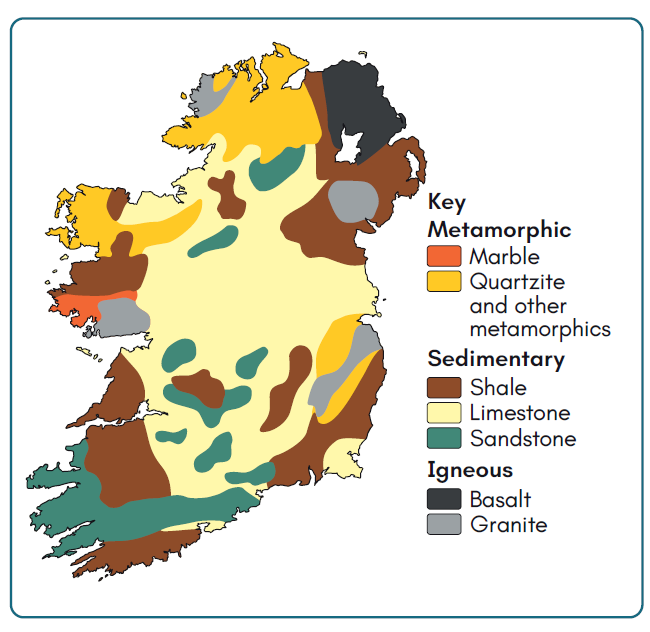 Key
Metamorphic
Marble
Quartzite
and other
metamorphics
Sedimentary
Shale
Limestone
Sandstone
Igneous
Basalt
Granite